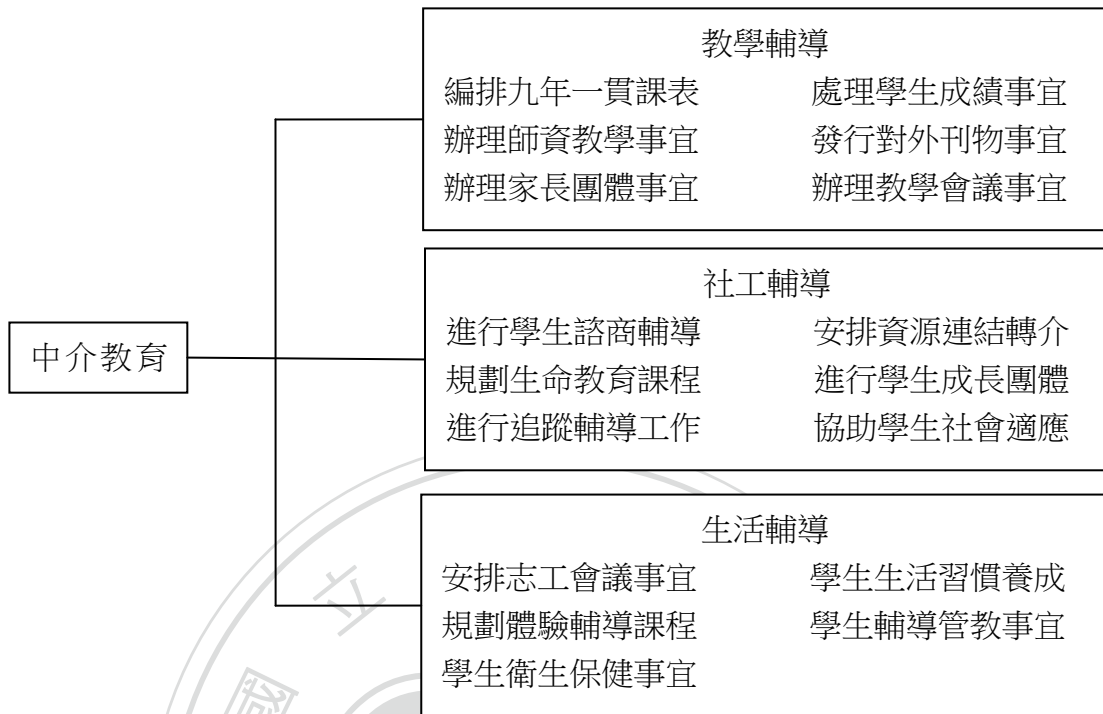 教學輔導
編排九年一貫課表 處理學生成績事宜
辦理師資教學事宜 發行對外刊物事宜
辦理家長團體事宜 辦理教學會議事宜
社工輔導
進行學生諮商輔導 安排資源連結轉介
中介教育
規劃生命教育課程 進行學生成長團體
進行追蹤輔導工作 協助學生社會適應
生活輔導
安排志工會議事宜 學生生活習慣養成
規劃體驗輔導課程 學生輔導管教事宜
學生衛生保健事宜
立
國